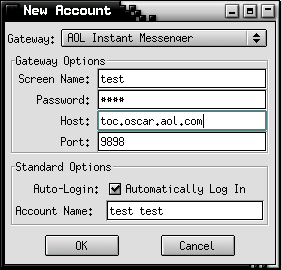 New Account
Gateway: AOL Instant Messenger
Gateway Options
Screen Name: test
Password: ****
Host: toc.oscar.aol.com
Port: 9898
Standard Options
Auto-Login: Automatically Log In
Account Name: test test
OK Cancel